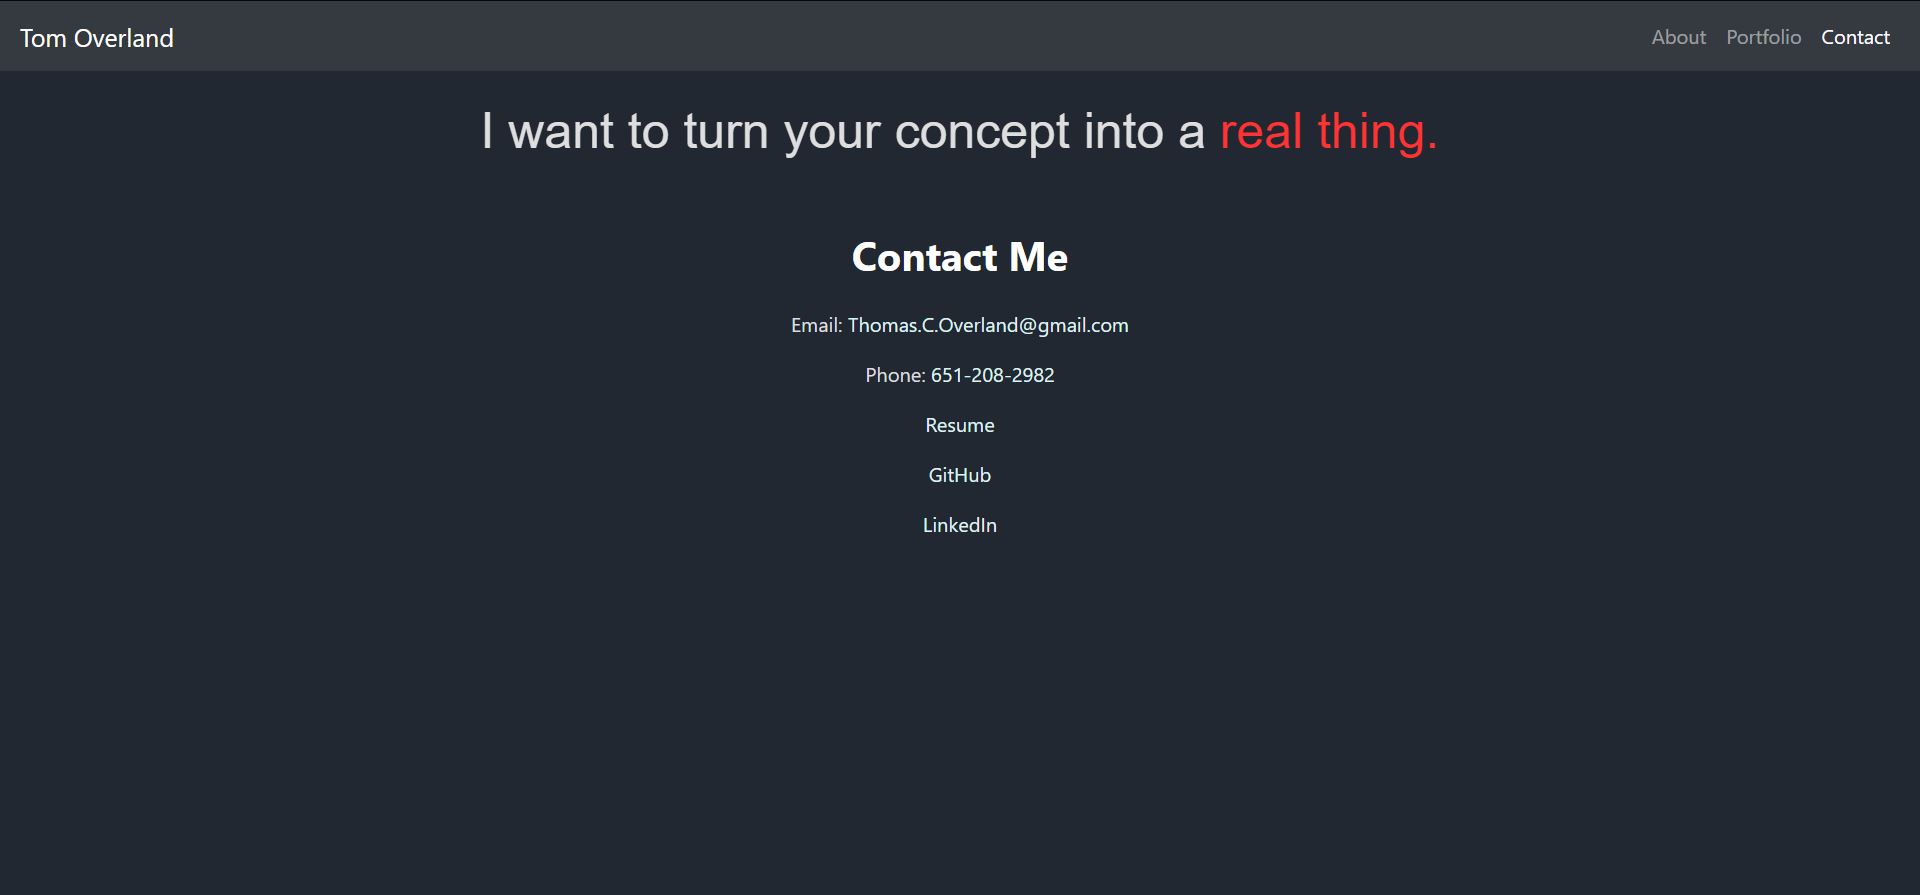 Tom Overland
About Portfolio Contact
I want to turn your concept into a real thing.
Contact Me
Email: Thomas.C.Overland@gmail.com
Phone: 651-208-2982
Resume
GitHub
LinkedIn